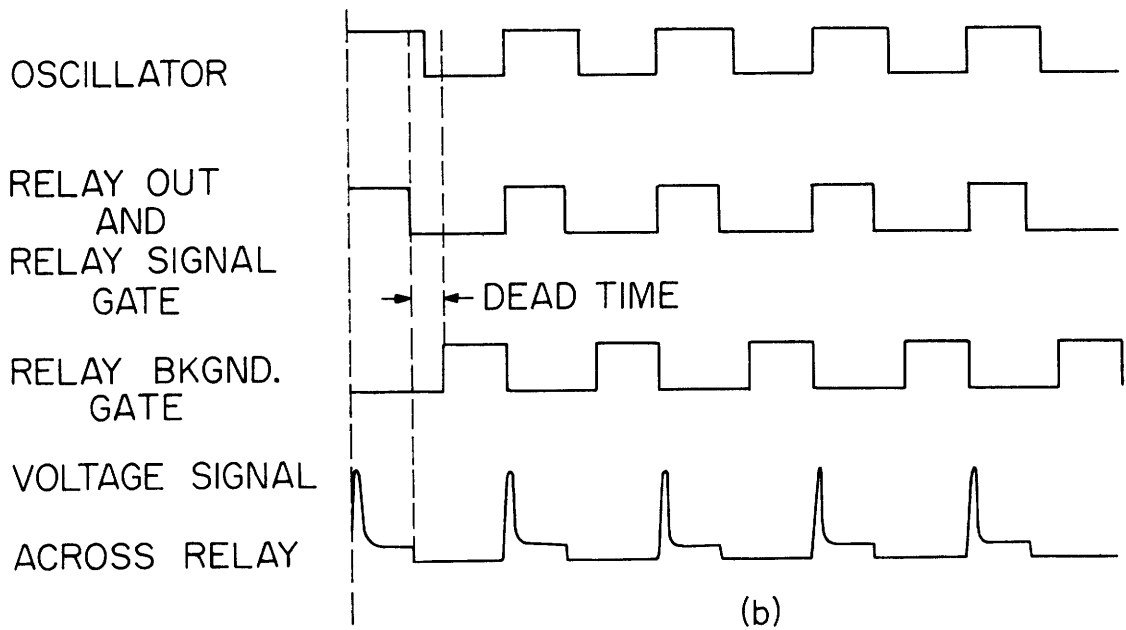 OSCILLATOR
RELAY OUT
AND
RELAY SIGNAL
GATE
DEAD TIME
RELAY BKGND.
GATE
VOLTAGE SIGNAL
ACROSS RELAY
(b)